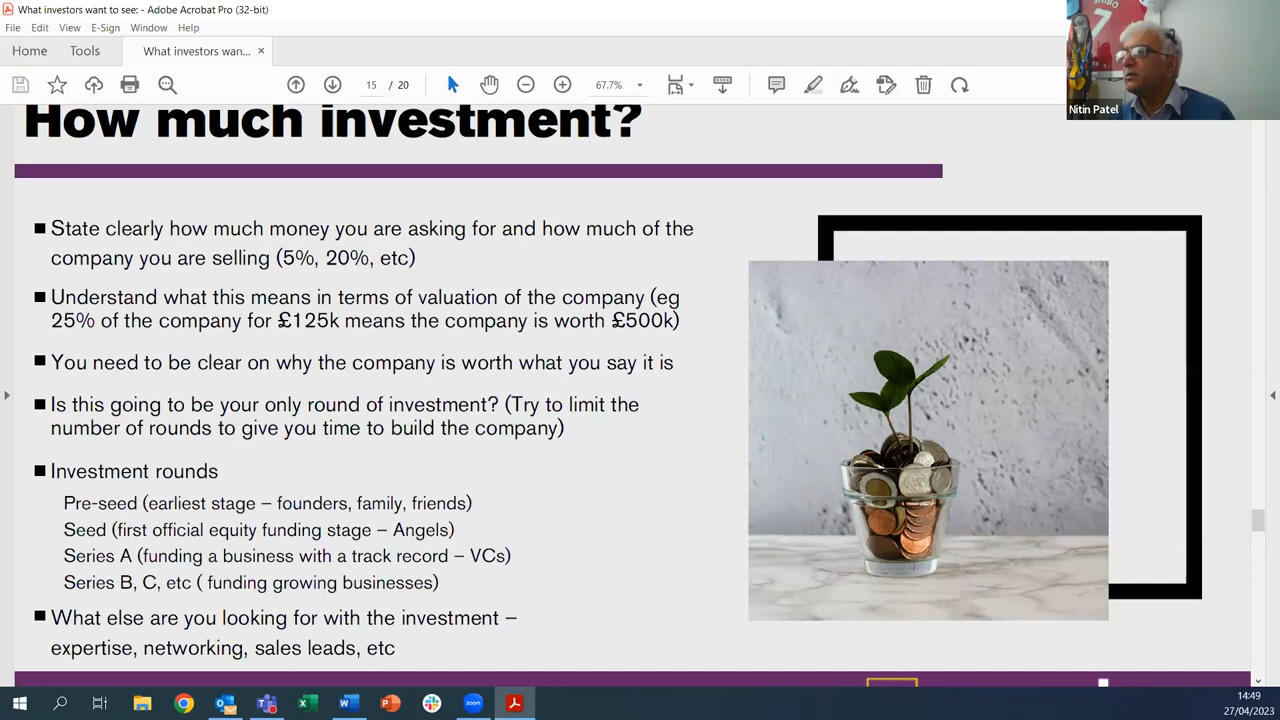 What investors want to see: - Adobe Acrobat Pro (32-bit)
File Edit View E-Sign Window Help
Home Tools What investors wan... ×
15 / 20 67.7%
Nitin Patel
How much investment?
State clearly how much money you are asking for and how much of the
company you are selling (5%, 20%, etc)
Understand what this means in terms of valuation of the company (eg
25% of the company for £125k means the company is worth £500k)
You need to be clear on why the company is worth what you say it is
Is this going to be your only round of investment? (Try to limit the
number of rounds to give you time to build the company)
Investment rounds
Pre-seed (earliest stage – founders, family, friends)
Seed (first official equity funding stage – Angels)
Series A (funding a business with a track record – VCs)
Series B, C, etc ( funding growing businesses)
What else are you looking for with the investment –
expertise, networking, sales leads, etc
14:49
27/04/2023